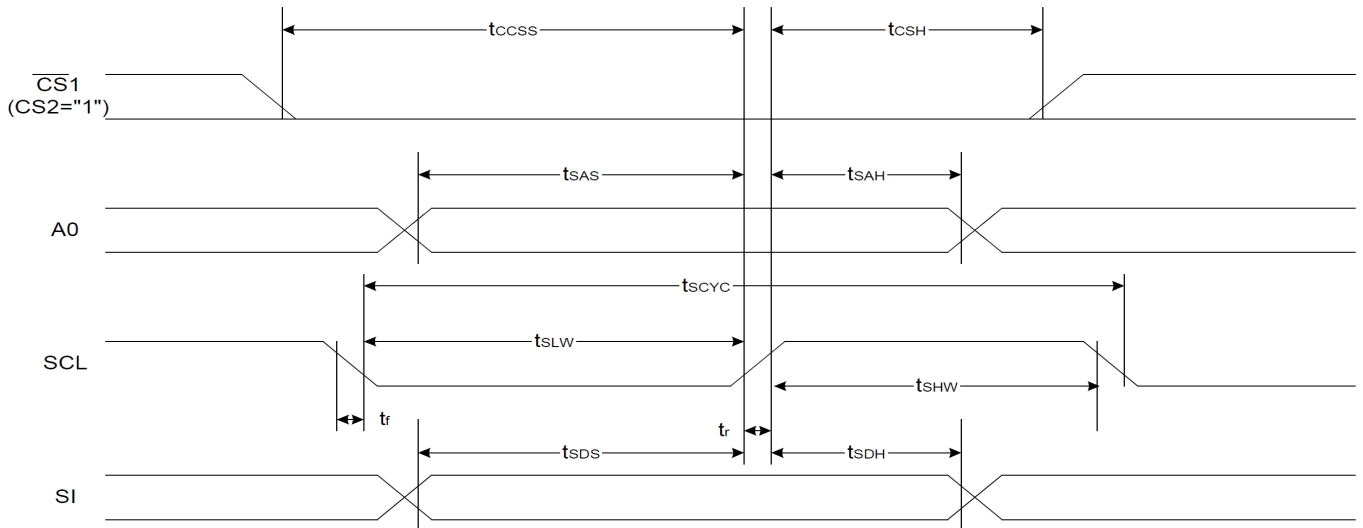 tCCSS
tCSH
CS1
(CS2="1")
tSAS
tSAH
A0
tSCYC
tSLW
SCL
tSHW
tf
tr
tSDS
tSDH
SI